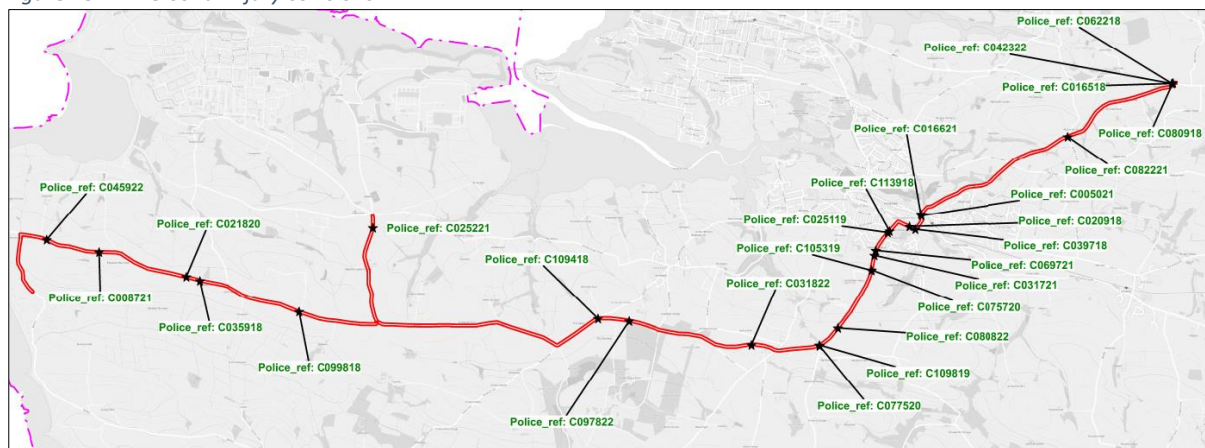 Police_ref: C062218
Police_ref: C042322
Police_ref: C016518
Police_ref: C016621
Police_ref: C080918
Police_ref: C082221
Police_ref: C113918
Police_ref: C005021
Police_ref: C045922
Police_ref: C021820
Police_ref: C025119
Police_ref: C020918
Police_ref: C025221
Police_ref: C039718
Police_ref: C105319
Police_ref: C069721
Police_ref: C109418
Police_ref: C031822
Police_ref: C031721
Police_ref: C008721
Police_ref: C075720
Police_ref: C035918
Police_ref: C080822
Police_ref: C099818
Police_ref: C109819
Police_ref: C077520
Police_ref: C097822